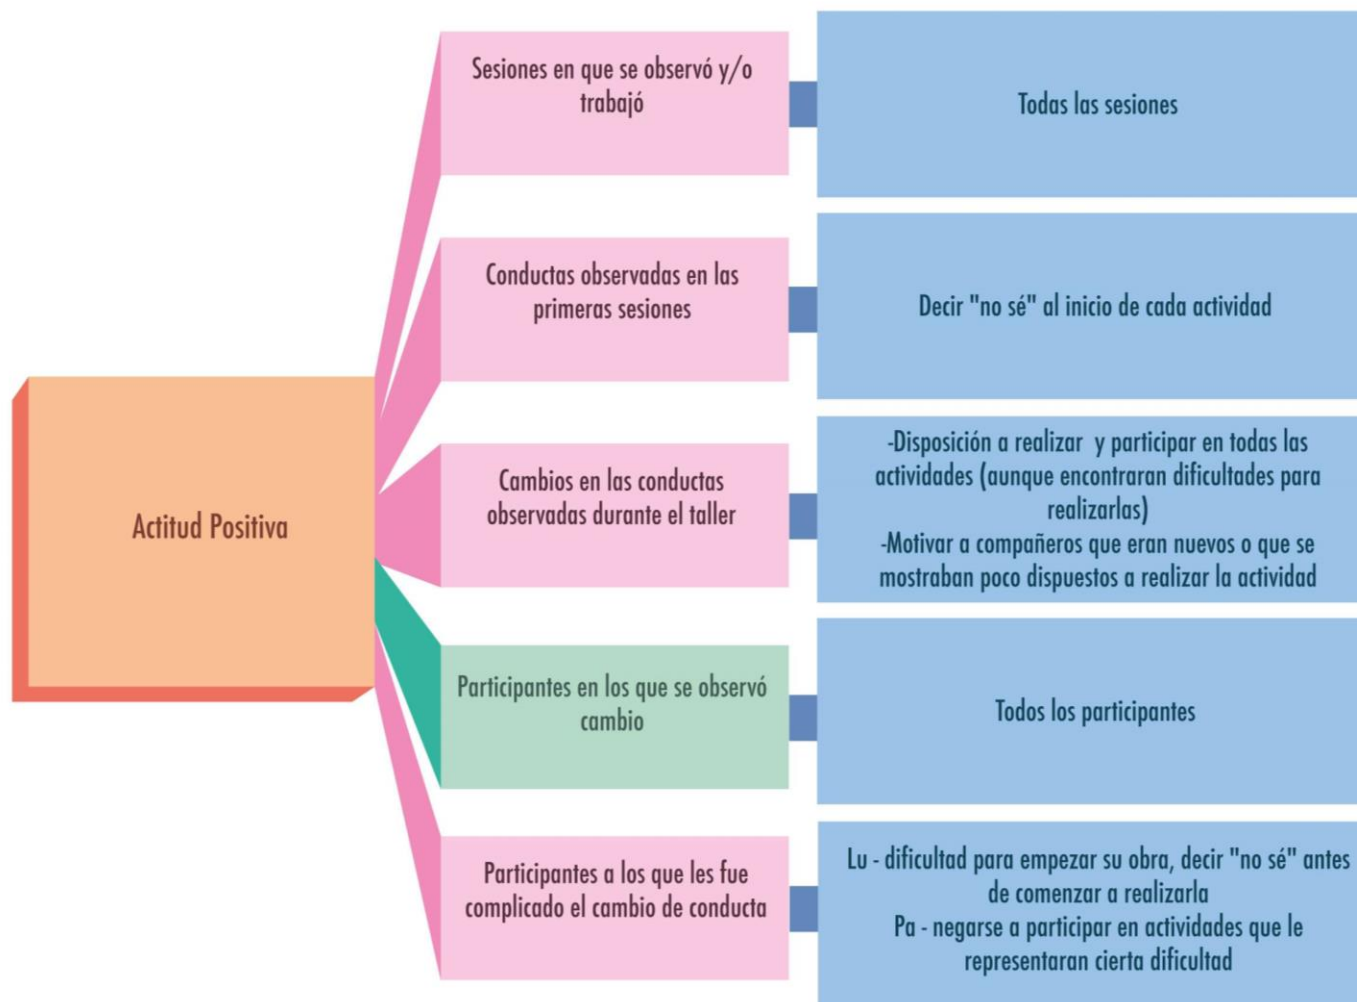 Sesiones en que se observó y/o
trabajó
Todas las sesiones
Conductas observadas en las
primeras sesiones
Decir "no sé" al inicio de cada actividad
Actitud Positiva
Cambios en las conductas
observadas durante el taller
-Disposición a realizar y participar en todas las
actividades (aunque encontraran dificultades para
realizarlas)
-Motivar a compañeros que eran nuevos o que se
mostraban poco dispuestos a realizar la actividad
Participantes en los que se observó
cambio
Todos los participantes
Participantes a los que les fue
complicado el cambio de conducta
Lu - dificultad para empezar su obra, decir "no sé" antes
de comenzar a realizarla
Pa - negarse a participar en actividades que le
representaran cierta dificultad